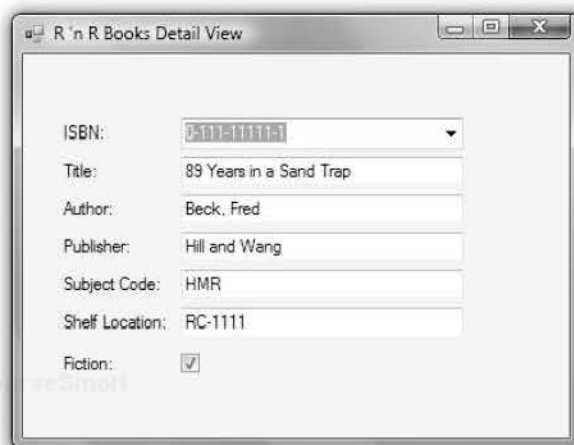 R 'n R Books Detail View
ISBN: 0-111-11111-1
Title: 89 Years in a Sand Trap
Author: Beck, Fred
Publisher: Hill and Wang
Subject Code: HMR
Shelf Location: RC-1111
Fiction: